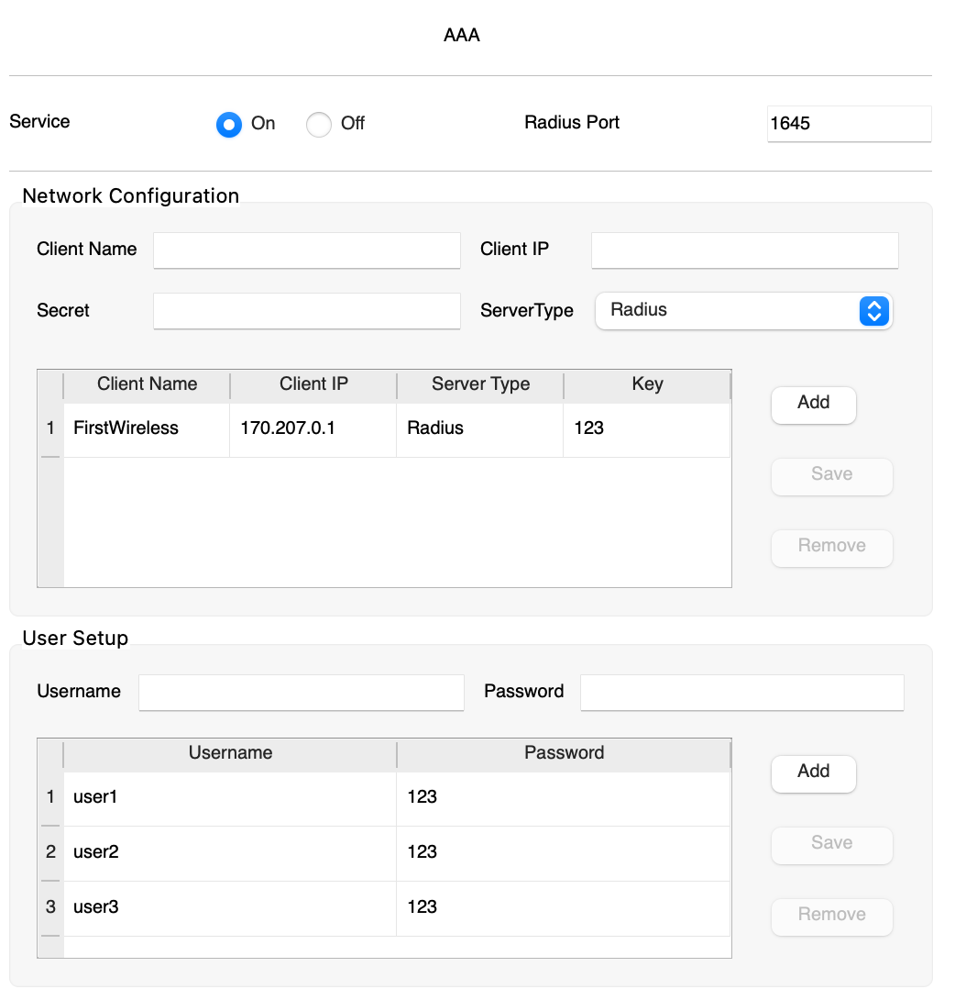 AAA
Service On Off Radius Port 1645
Network Configuration
Client Name Client IP
Secret ServerType Radius
Client Name Client IP Server Type Key
1 FirstWireless 170.207.0.1 Radius 123
Add
Save
Remove
User Setup
Username Password
Username Password
1 user1 123
2 user2 123
3 user3 123
Add
Save
Remove